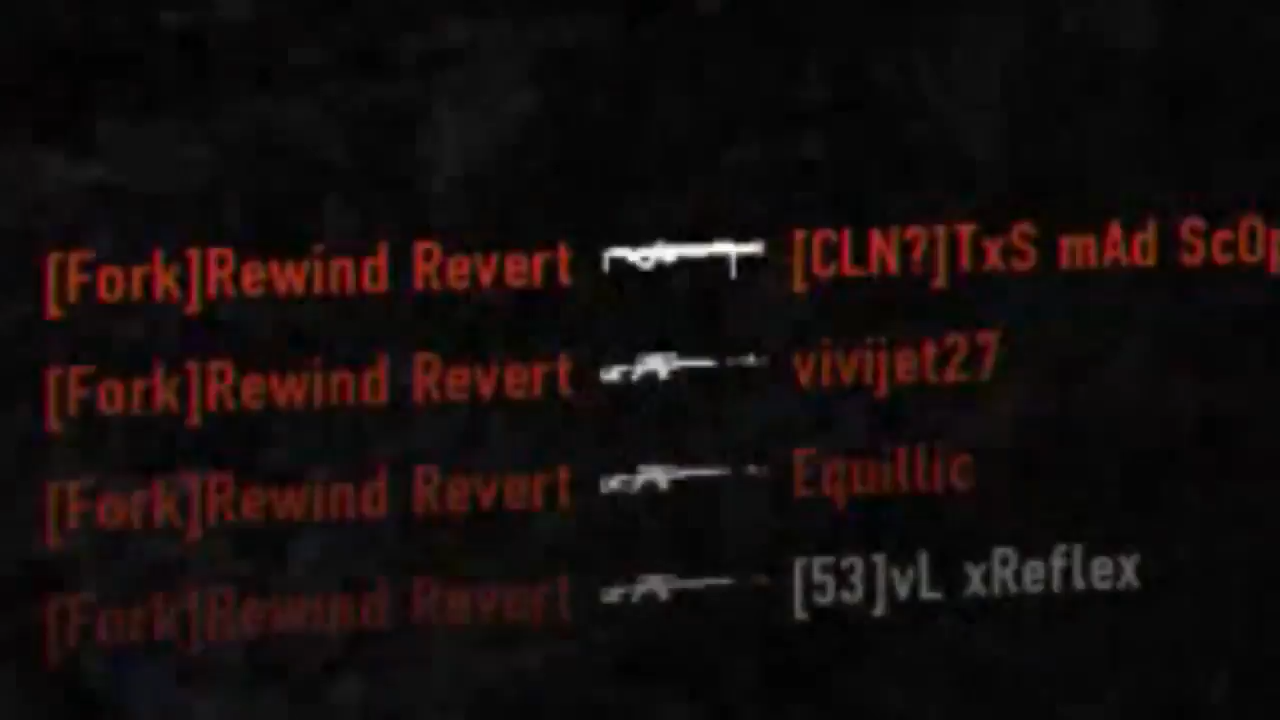 [Fork]Rewind Revert [CLN?]TxS mAd ScOp
[Fork]Rewind Revert vivijet27
[Fork]Rewind Revert Equillic
[Fork]Rewind Revert [53]vL xReflex